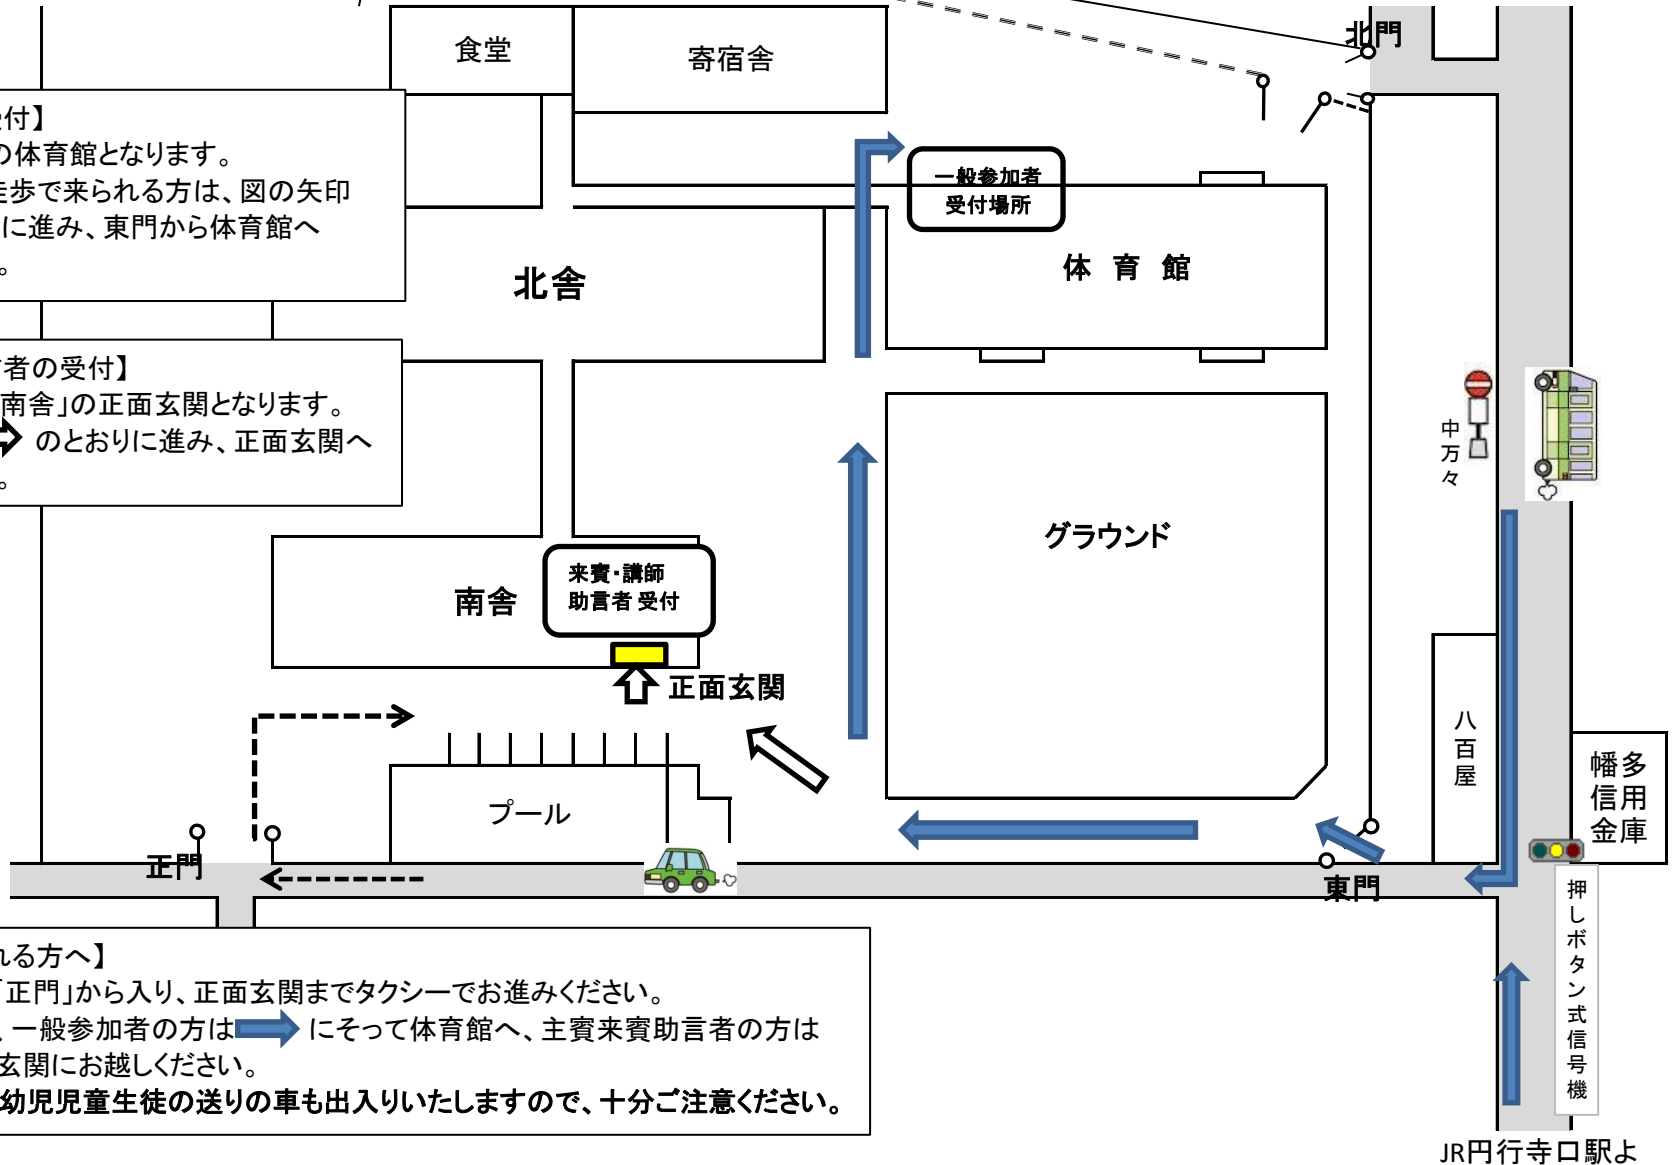 北門
食堂
寄宿舎
付】
の体育館となります。
徒歩で来られる方は、図の矢印
に進み、東門から体育館へ
。
一般参加者
受付場所
体 育 館
北舎
者の受付】
南舎」の正面玄関となります。
のとおりに進み、正面玄関へ
。
中万々
グラウンド
来賓・講師
助言者 受付
南舎
正面玄関
八百屋
幡多
信用
金庫
プール
正門
東門
押しボタン式信号機
れる方へ】
「正門」から入り、正面玄関までタクシーでお進みください。
、一般参加者の方は にそって体育館へ、主賓来賓助言者の方は
玄関にお越しください。
幼児児童生徒の送りの車も出入りいたしますので、十分ご注意ください。
JR円行寺口駅よ